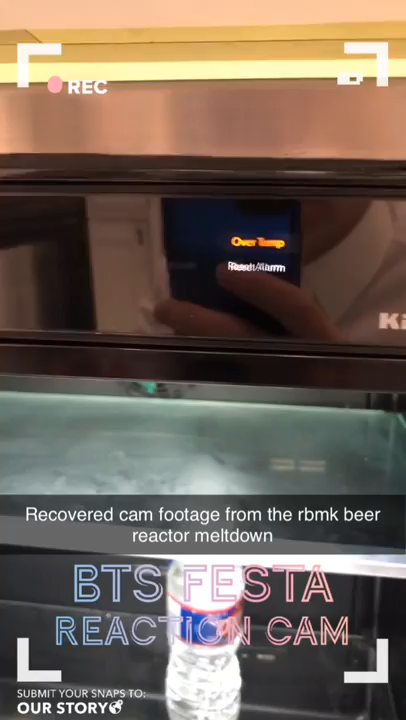 REC
Over Temp
Reset Alarm
Ki
Recovered cam footage from the rbmk beer
reactor meltdown
BTS FESTA
REACTION CAM
SUBMIT YOUR SNAPS TO:
OUR STORY